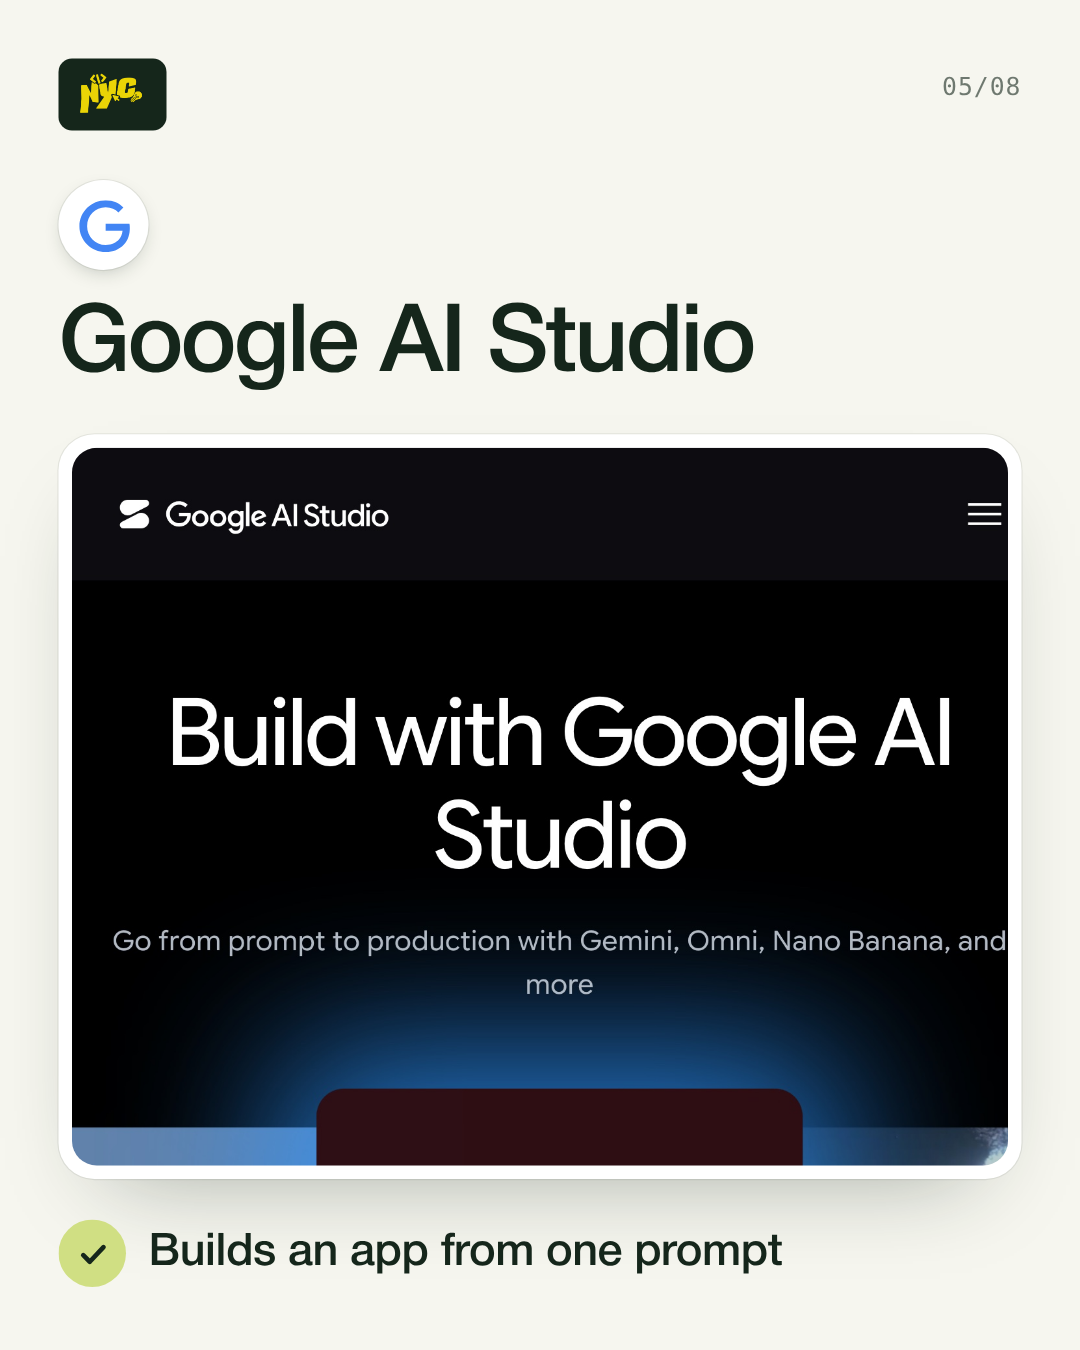 NYC
05/08
G
Google AI Studio
Google AI Studio
Build with Google AI
Studio
Go from prompt to production with Gemini, Omni, Nano Banana, and
more
Builds an app from one prompt